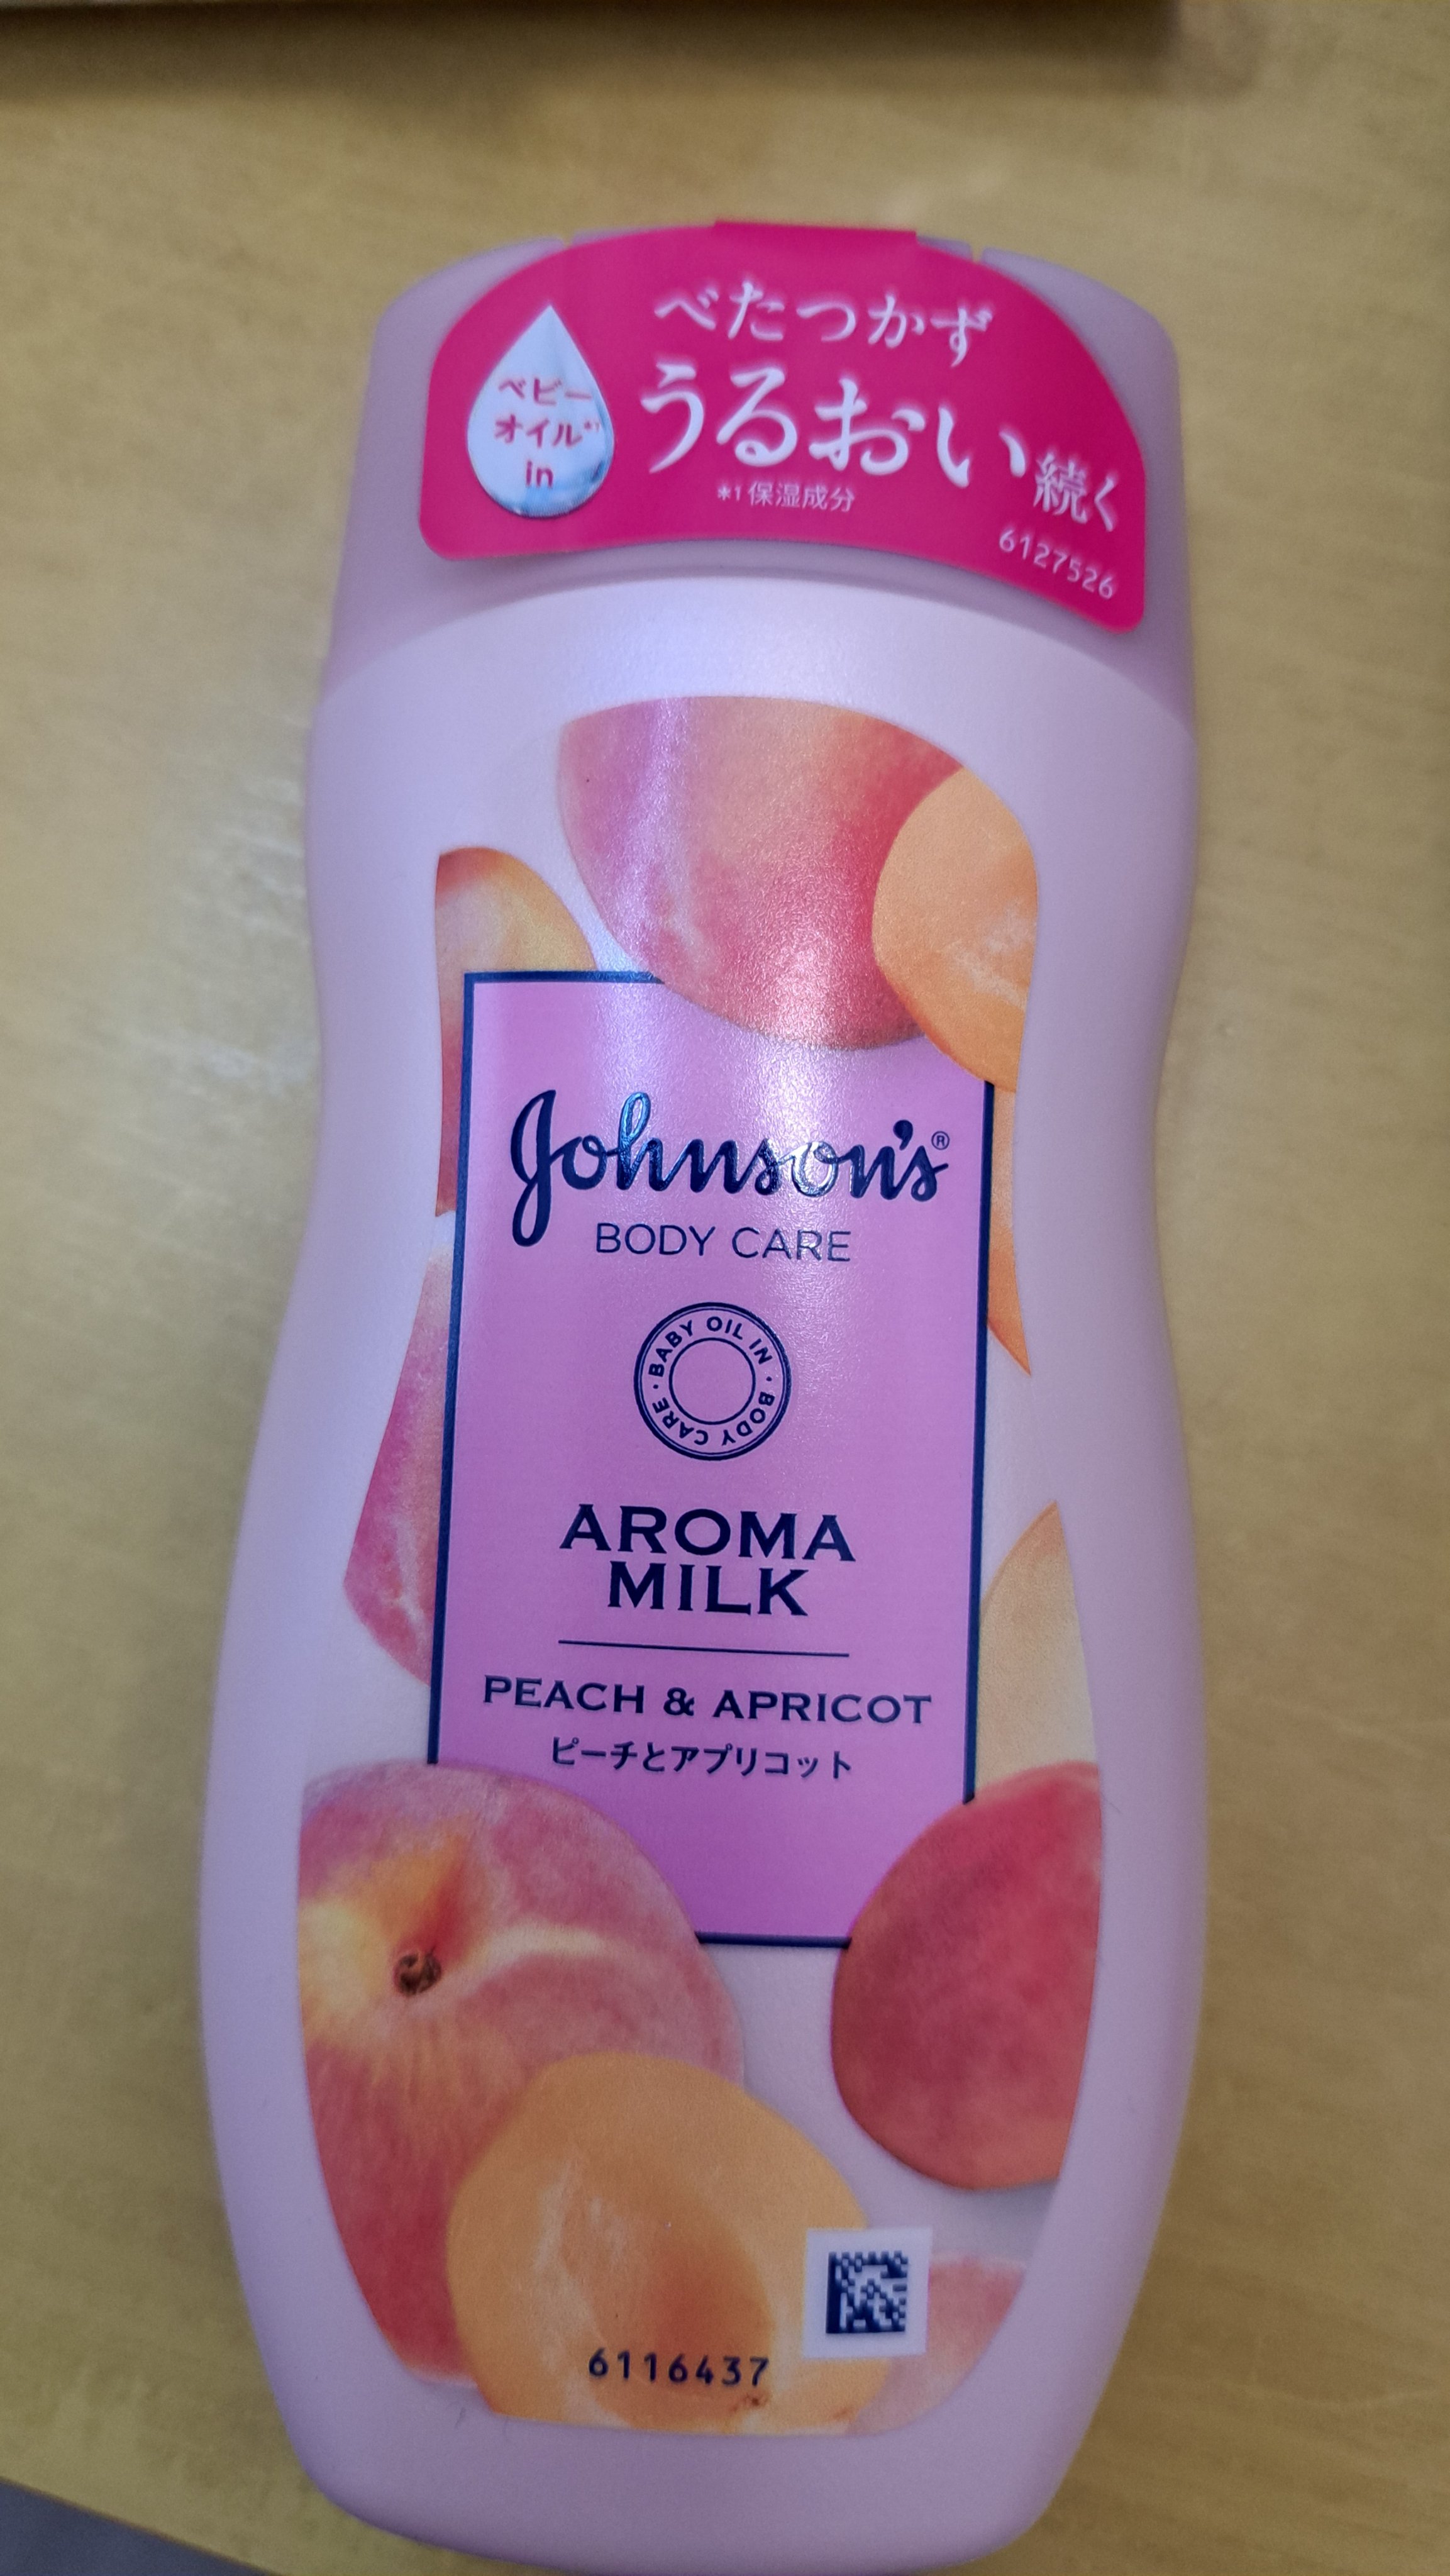 べたつかず
うるおい続く
ベビー
オイル*1
in
*1保湿成分
6127526
Johnson's®
BODY CARE
BABY OIL IN · BODY CARE ·
AROMA
MILK
PEACH & APRICOT
ピーチとアプリコット
6116437